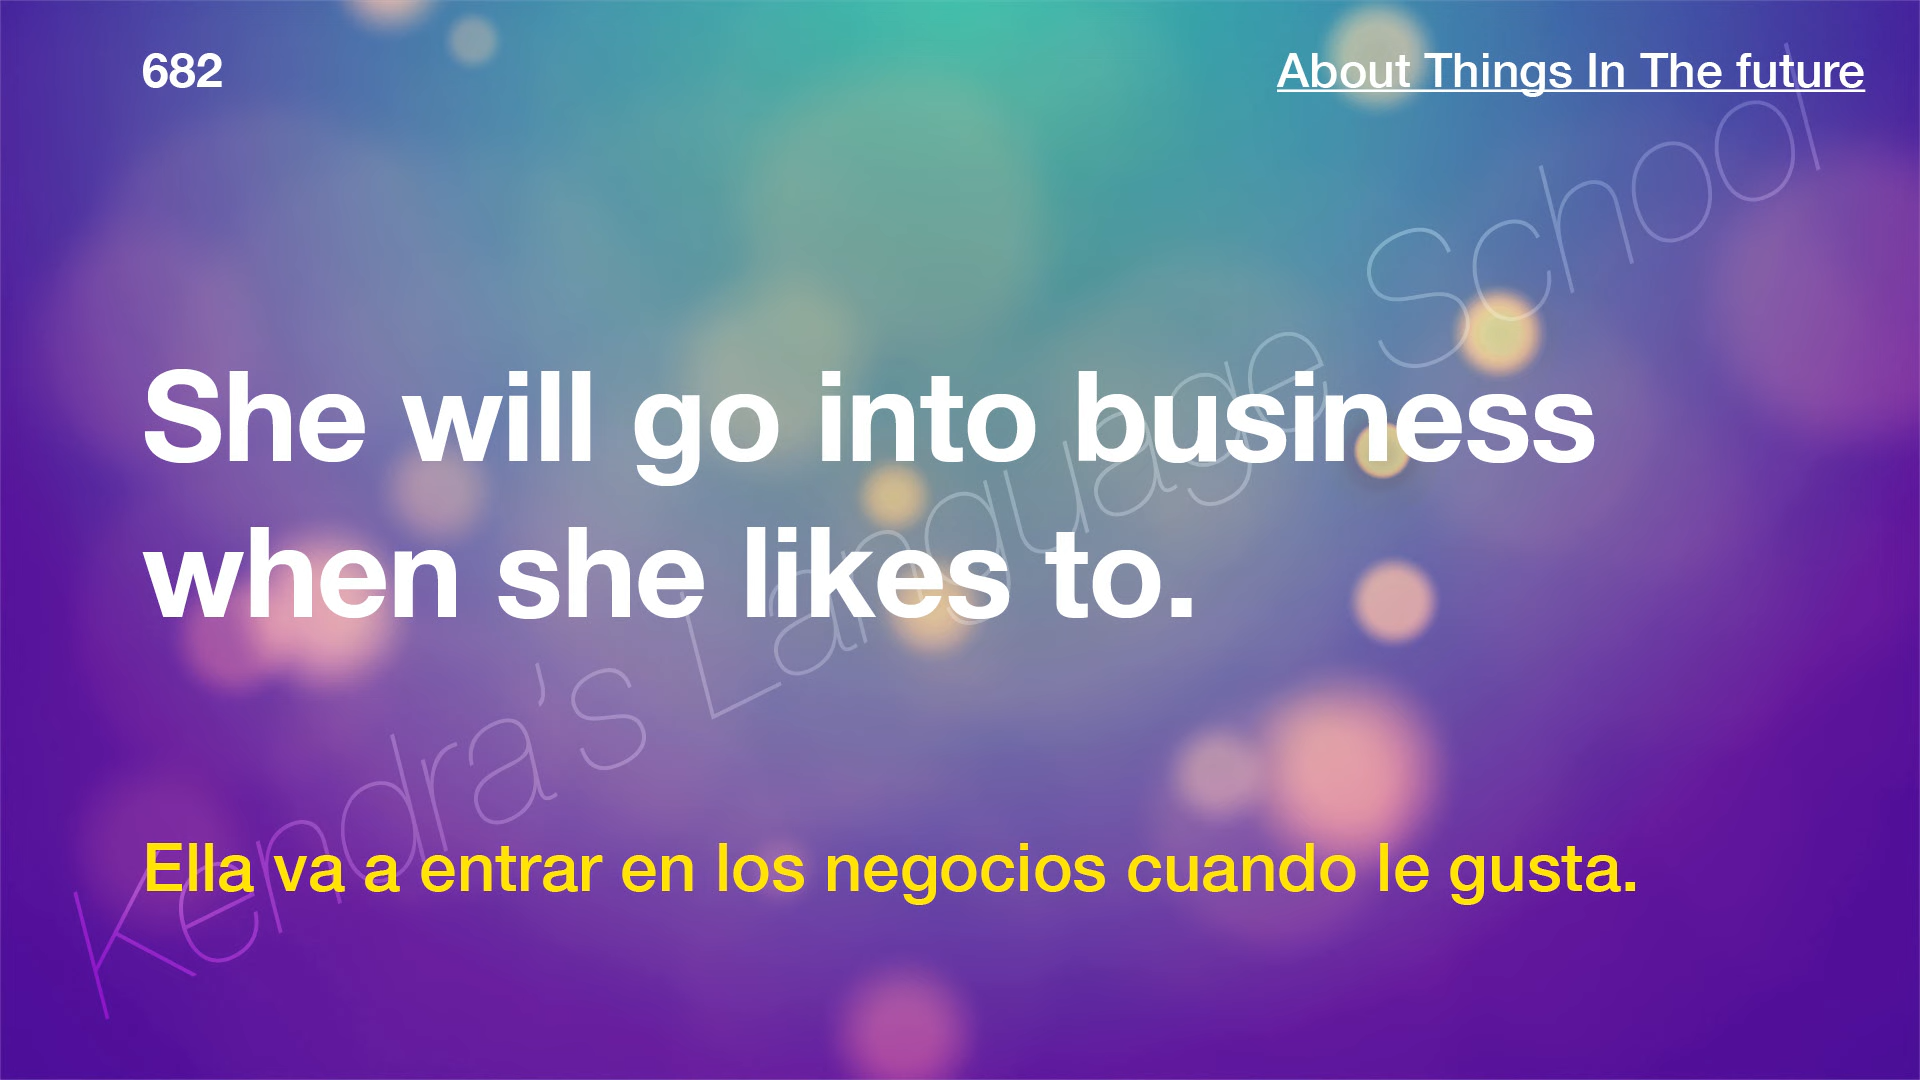 682
About Things In The future
She will go into business
when she likes to.
Ella va a entrar en los negocios cuando le gusta.
Kendra's Language School